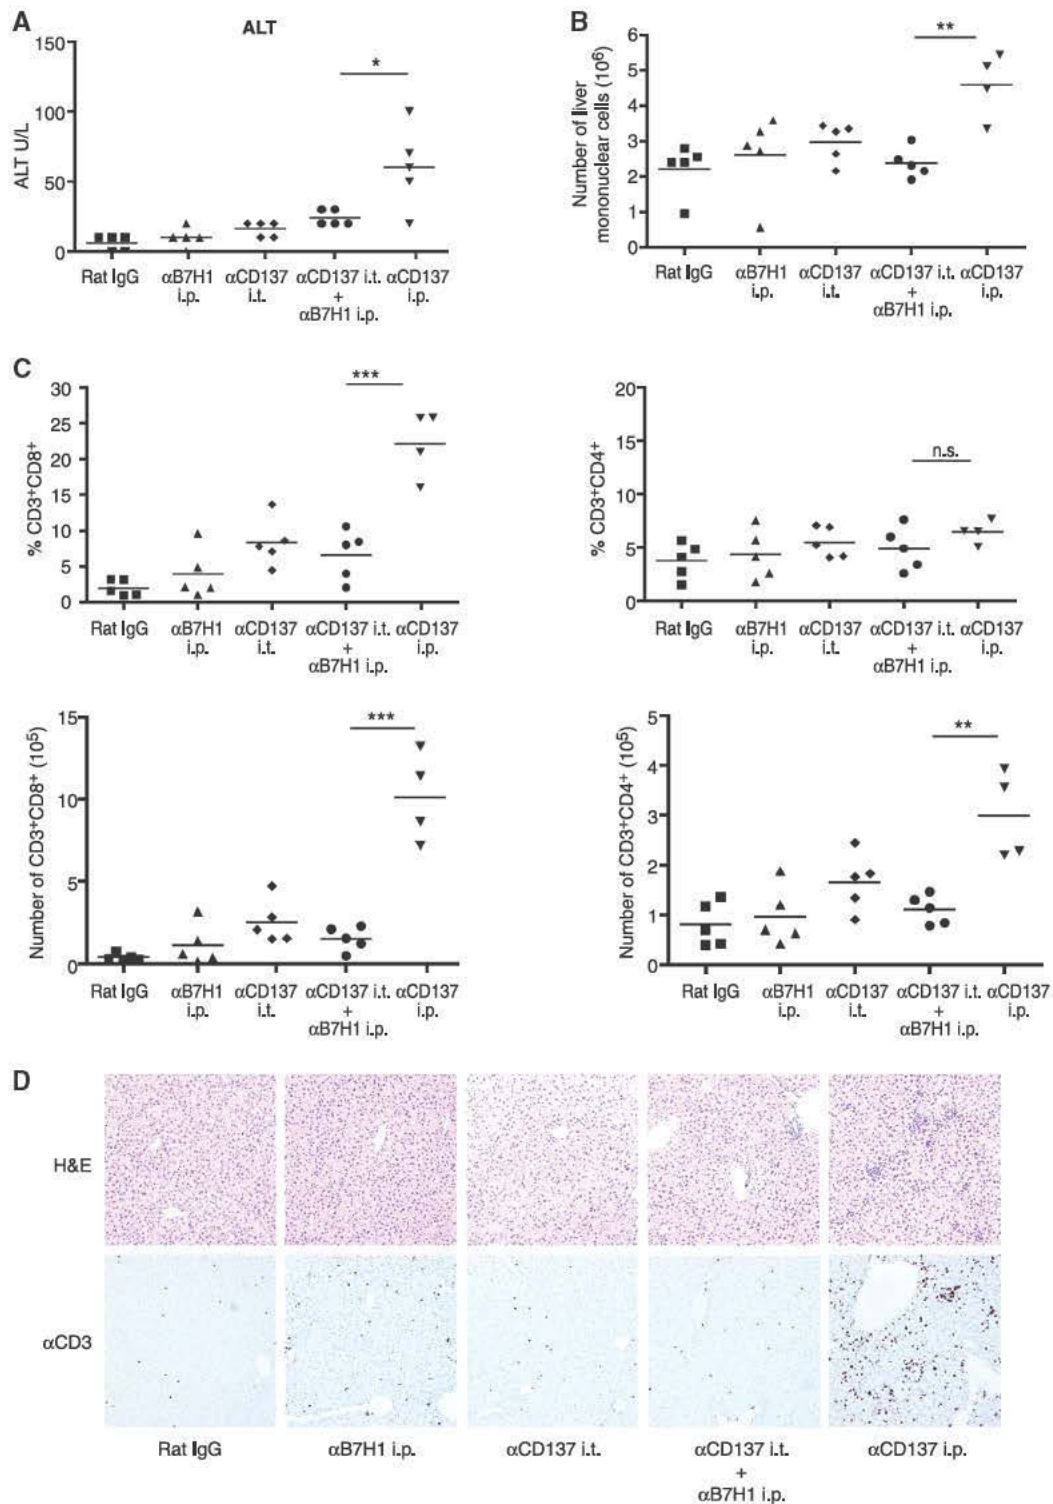 A
ALT
*
150
100
50
0
ALT U/L
Rat IgG
αB7H1
i.p.
αCD137
i.t.
αCD137 i.t.
+
αB7H1 i.p.
αCD137
i.p.
B
**
6
5
4
3
2
1
0
Number of liver
mononuclear cells (10⁶)
Rat IgG
αB7H1
i.p.
αCD137
i.t.
αCD137 i.t.
+
αB7H1 i.p.
αCD137
i.p.
C
***
30
25
20
15
10
5
0
% CD3⁺CD8⁺
Rat IgG
αB7H1
i.p.
αCD137
i.t.
αCD137 i.t.
+
αB7H1 i.p.
αCD137
i.p.
n.s.
20
15
10
5
0
% CD3⁺CD4⁺
Rat IgG
αB7H1
i.p.
αCD137
i.t.
αCD137 i.t.
+
αB7H1 i.p.
αCD137
i.p.
***
15
10
5
0
Number of CD3⁺CD8⁺ (10⁵)
Rat IgG
αB7H1
i.p.
αCD137
i.t.
αCD137 i.t.
+
αB7H1 i.p.
αCD137
i.p.
**
5
4
3
2
1
0
Number of CD3⁺CD4⁺ (10⁵)
Rat IgG
αB7H1
i.p.
αCD137
i.t.
αCD137 i.t.
+
αB7H1 i.p.
αCD137
i.p.
D
H&E
αCD3
Rat IgG
αB7H1 i.p.
αCD137 i.t.
αCD137 i.t.
+
αB7H1 i.p.
αCD137 i.p.